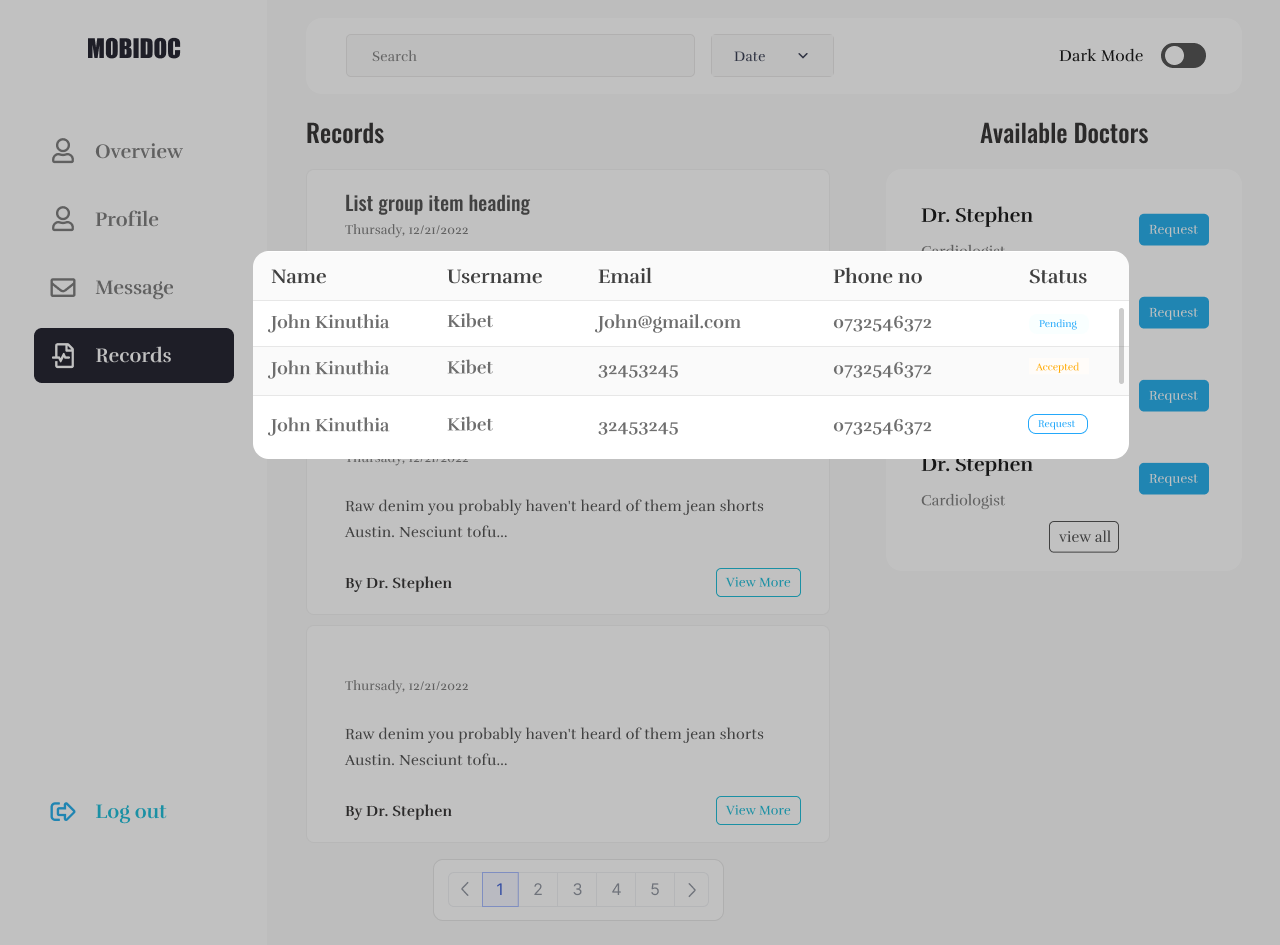 MOBIDOC
Overview
Profile
Message
Records
Log out
Search
Date
Dark Mode
Records
Available Doctors
List group item heading
Thursady, 12/21/2022
Dr. Stephen
Cardiologist
Request
Request
Request
Request
Name Username Email Phone no Status
John Kinuthia Kibet John@gmail.com 0732546372 Pending
John Kinuthia Kibet 32453245 0732546372 Accepted
John Kinuthia Kibet 32453245 0732546372 Request
Thursady, 12/21/2022
Raw denim you probably haven't heard of them jean shorts
Austin. Nesciunt tofu...
By Dr. Stephen
View More
Dr. Stephen
Cardiologist
view all
Thursady, 12/21/2022
Raw denim you probably haven't heard of them jean shorts
Austin. Nesciunt tofu...
By Dr. Stephen
View More
1 2 3 4 5